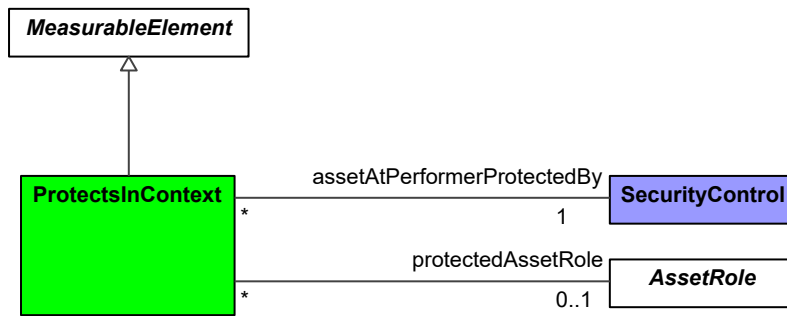 MeasurableElement
ProtectsInContext
assetAtPerformerProtectedBy
SecurityControl
*
1
protectedAssetRole
AssetRole
*
0..1